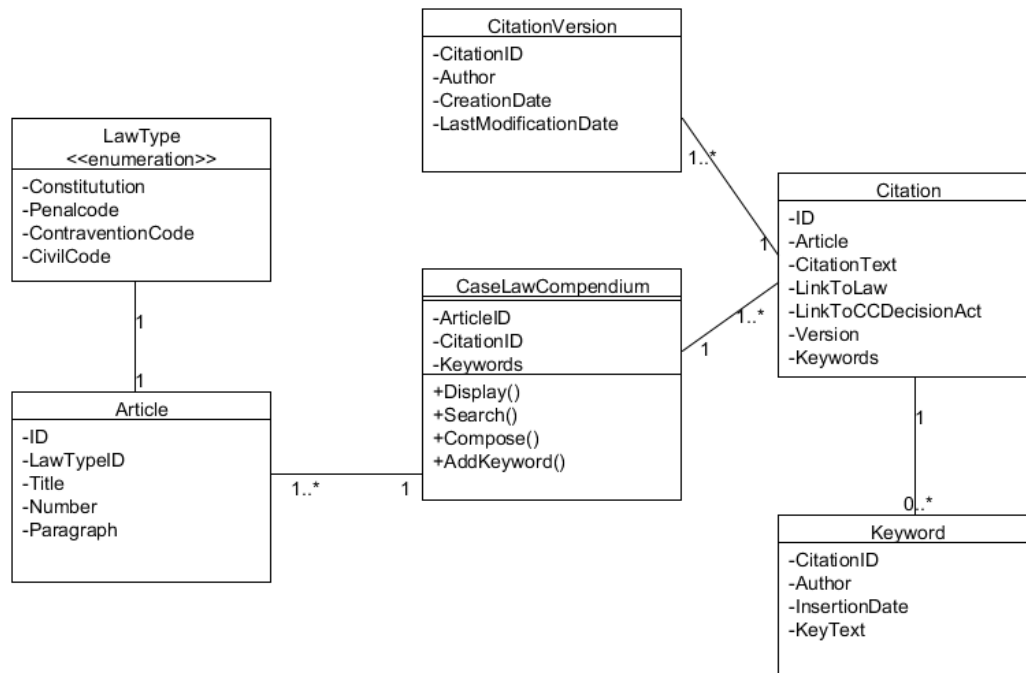 CitationVersion
-CitationID
-Author
-CreationDate
-LastModificationDate
LawType
<<enumeration>>
-Constitutution
-Penalcode
-ContraventionCode
-CivilCode
1..*
1
Citation
-ID
-Article
-CitationText
-LinkToLaw
-LinkToCCDecisionAct
-Version
-Keywords
CaseLawCompendium
-ArticleID
-CitationID
-Keywords
+Display()
+Search()
+Compose()
+AddKeyword()
1..*
1
1
1
Article
-ID
-LawTypeID
-Title
-Number
-Paragraph
1..*
1
1
0..*
Keyword
-CitationID
-Author
-InsertionDate
-KeyText